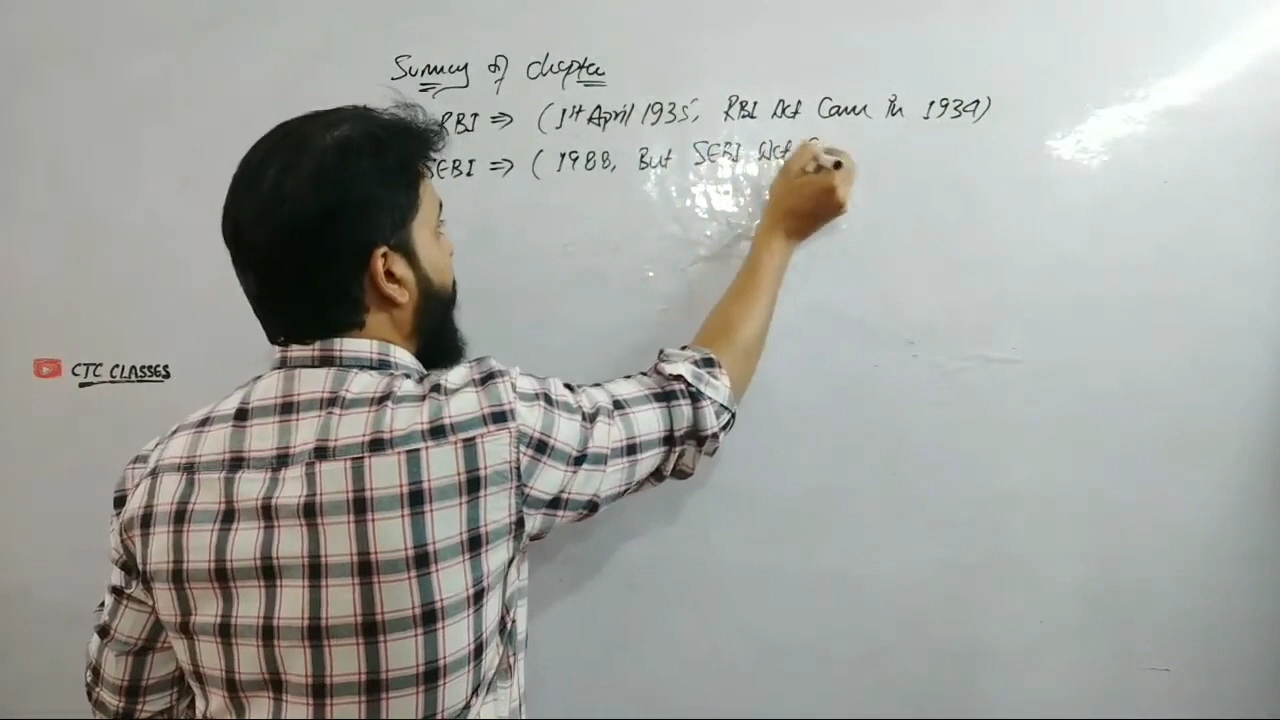 Summary of chapter
RBI ⇒ (1st April 1935, RBI Act Came in 1934)
SEBI ⇒ (1988, But SEBI Act
CTC CLASSES